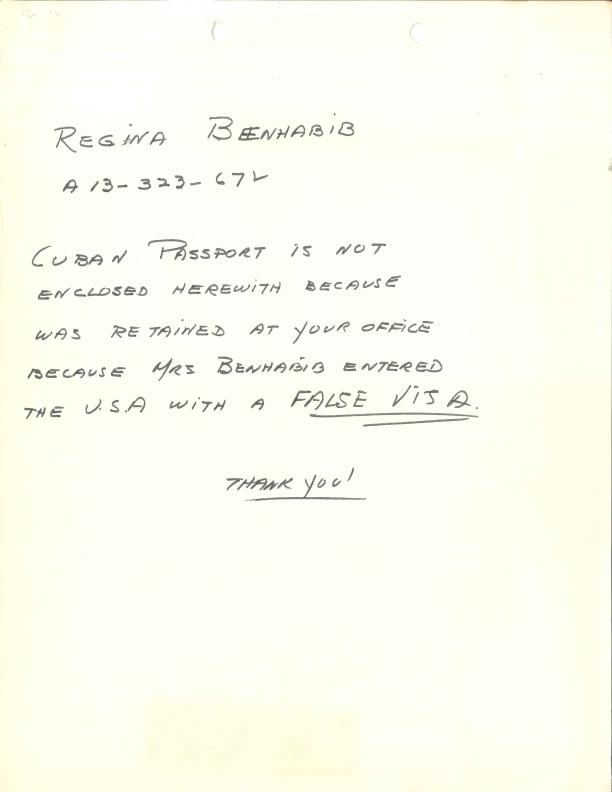 REGINA BENHABIB
A 13-323-672
CUBAN PASSPORT IS NOT
ENCLOSED HEREWITH BECAUSE
WAS RETAINED AT YOUR OFFICE
BECAUSE MRS BENHABIB ENTERED
THE U.S.A WITH A FALSE VISA.
THANK YOU!